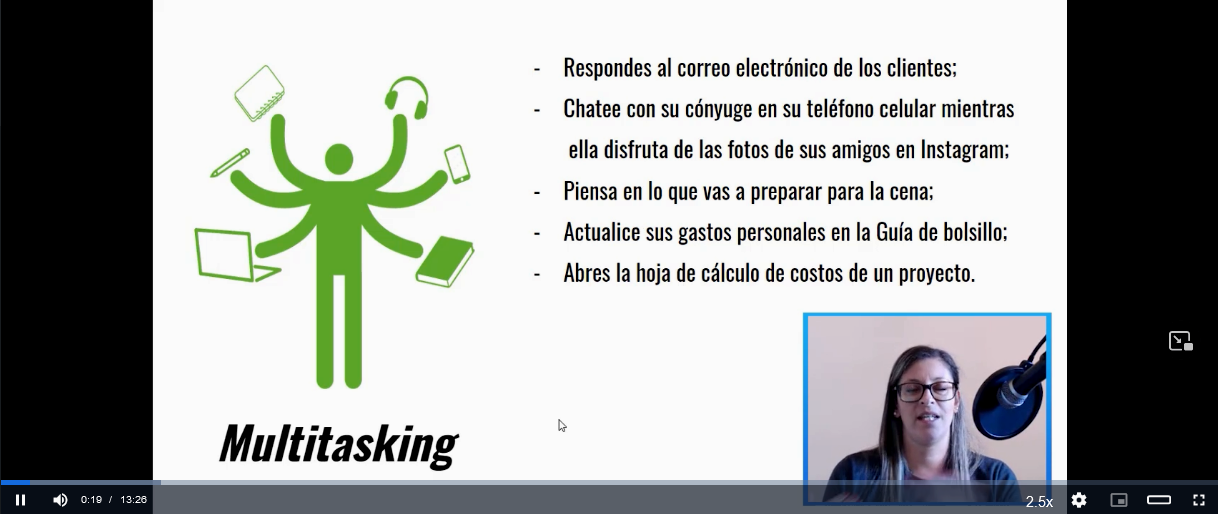 - Respondes al correo electrónico de los clientes;
- Chatee con su cónyuge en su teléfono celular mientras
ella disfruta de las fotos de sus amigos en Instagram;
- Piensa en lo que vas a preparar para la cena;
- Actualice sus gastos personales en la Guía de bolsillo;
- Abres la hoja de cálculo de costos de un proyecto.
Multitasking
0:19 / 13:26
2.5x